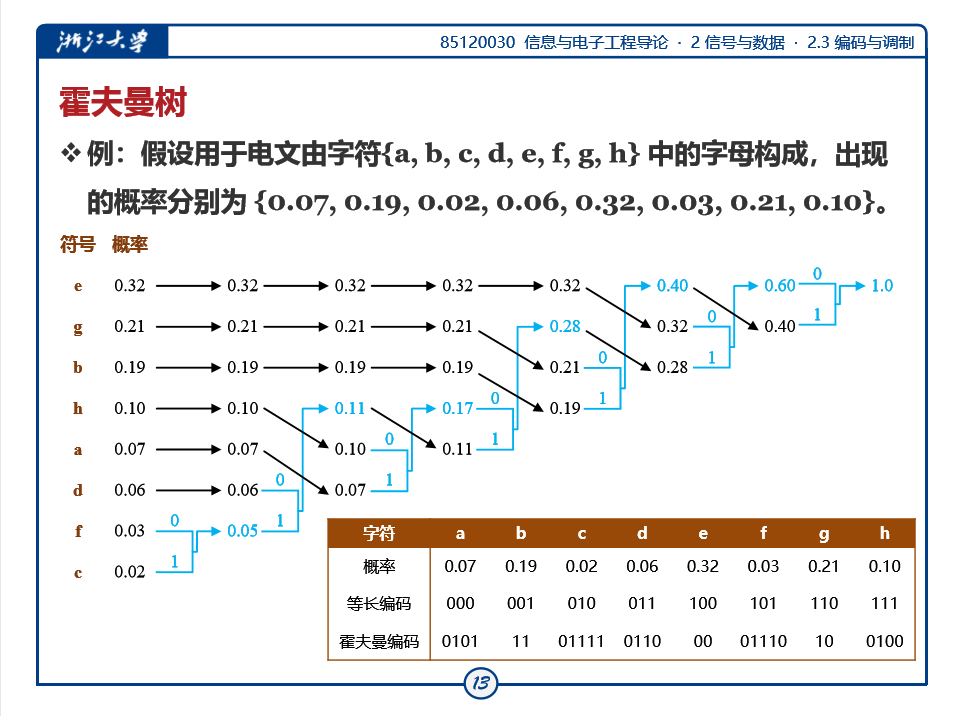 浙江大学
85120030 信息与电子工程导论 · 2 信号与数据 · 2.3 编码与调制
霍夫曼树
❖ 例：假设用于电文由字符{a, b, c, d, e, f, g, h} 中的字母构成，出现
的概率分别为 {0.07, 0.19, 0.02, 0.06, 0.32, 0.03, 0.21, 0.10}。
符号 概率
e 0.32 0.32 0.32 0.32 0.32 0.40 0.60 0 1.0
g 0.21 0.21 0.21 0.21 0.28 0.32 0 0.40 1
b 0.19 0.19 0.19 0.19 0.21 0 0.28 1
h 0.10 0.10 0.11 0.17 0 0.19 1
a 0.07 0.07 0.10 0 0.11 1
d 0.06 0.06 0 0.07 1
f 0.03 0 0.05 1
c 0.02 1
字符 a b c d e f g h
概率 0.07 0.19 0.02 0.06 0.32 0.03 0.21 0.10
等长编码 000 001 010 011 100 101 110 111
霍夫曼编码 0101 11 01111 0110 00 01110 10 0100
13